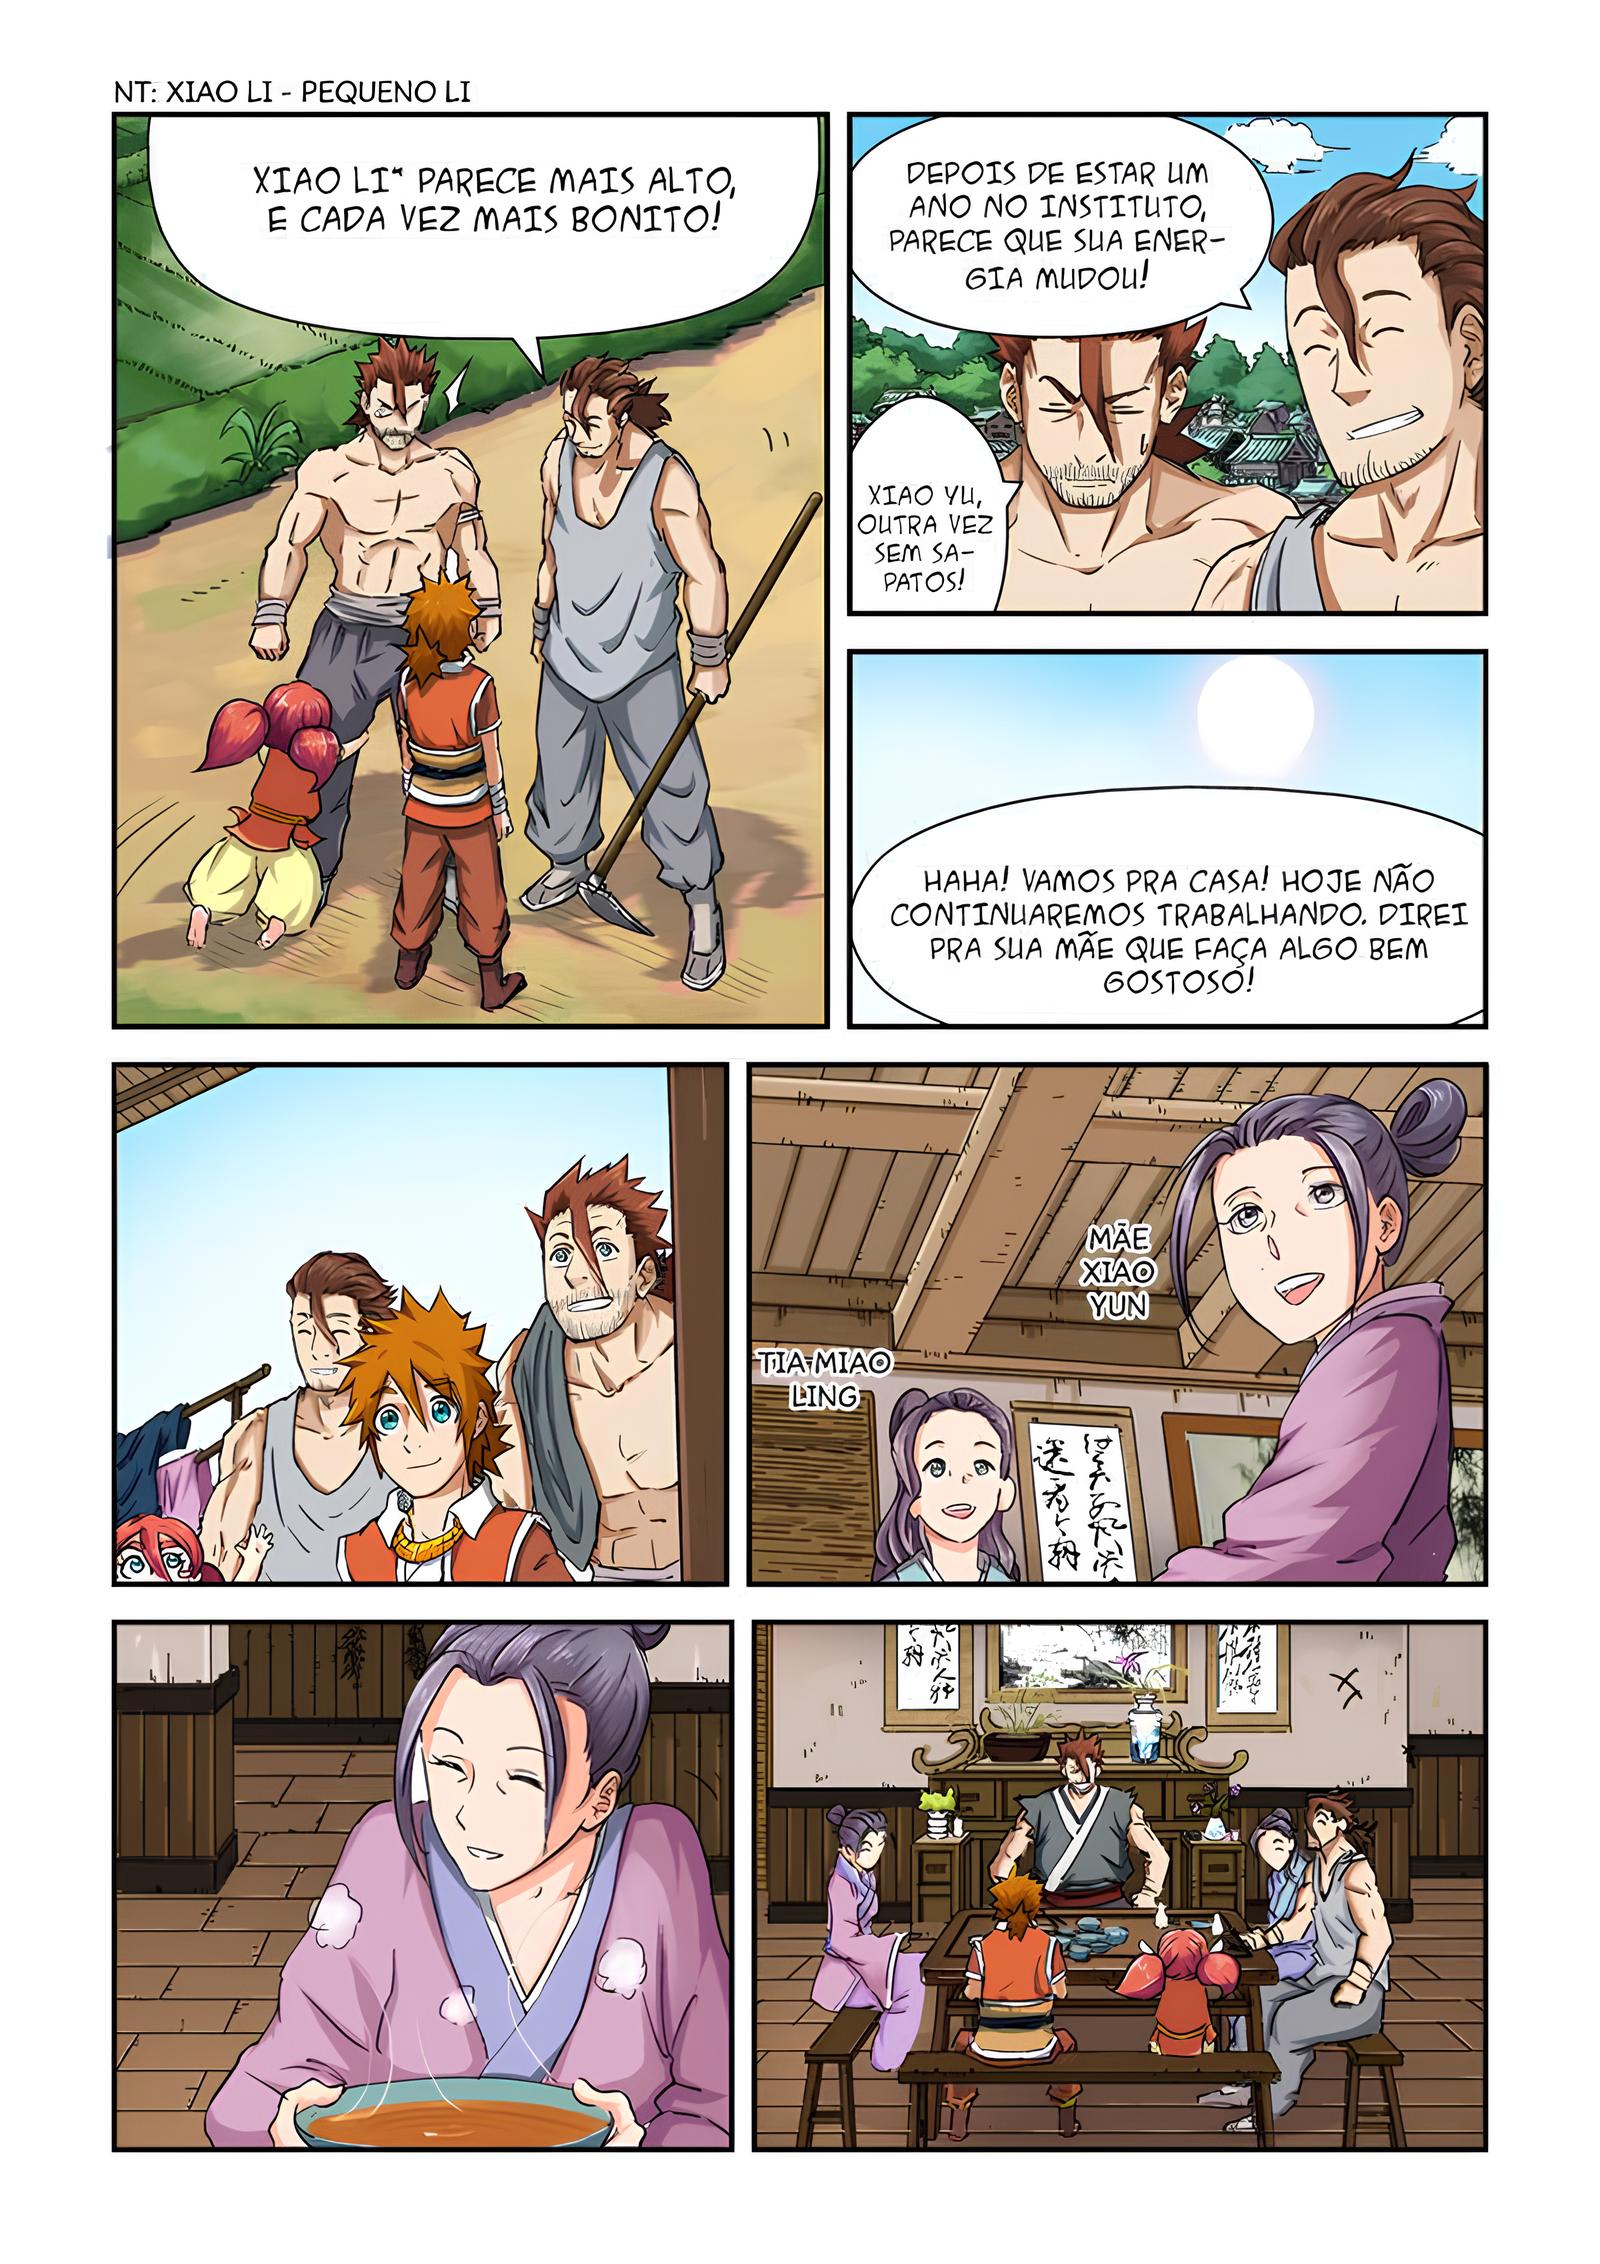 NT: XIAO LI - PEQUENO LI
XIAO LI* PARECE MAIS ALTO,
E CADA VEZ MAIS BONITO!
DEPOIS DE ESTAR UM
ANO NO INSTITUTO,
PARECE QUE SUA ENER-
GIA MUDOU!
XIAO YU,
OUTRA VEZ
SEM SA-
PATOS!
HAHA! VAMOS PRA CASA! HOJE NÃO
CONTINUAREMOS TRABALHANDO. DIREI
PRA SUA MÃE QUE FAÇA ALGO BEM
GOSTOSO!
MÃE
XIAO
YUN
TIA MIAO
LING